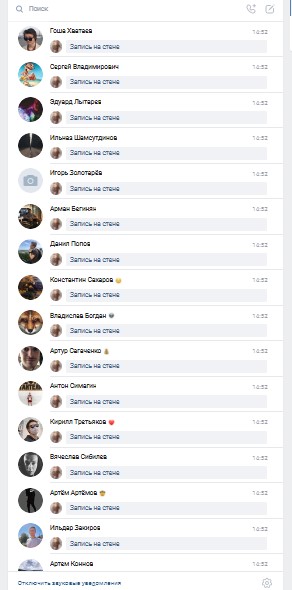 Поиск
Гоша Хватаев 14:52
Запись на стене
Сергей Владимирович 14:52
Запись на стене
Эдуард Лытарев 14:52
Запись на стене
Ильназ Шамсутдинов 14:52
Запись на стене
Игорь Золотарёв 14:52
Запись на стене
Арман Бегинян 14:52
Запись на стене
Данил Попов 14:52
Запись на стене
Константин Сахаров 14:52
Запись на стене
Владислав Богдан 14:52
Запись на стене
Артур Сагаченко 14:52
Запись на стене
Антон Симагин 14:52
Запись на стене
Кирилл Третьяков 14:52
Запись на стене
Вячеслав Сибилев 14:52
Запись на стене
Артём Артёмов 14:52
Запись на стене
Ильдар Закиров 14:52
Запись на стене
Артем Коннов 14:52
Отключить звуковые уведомления